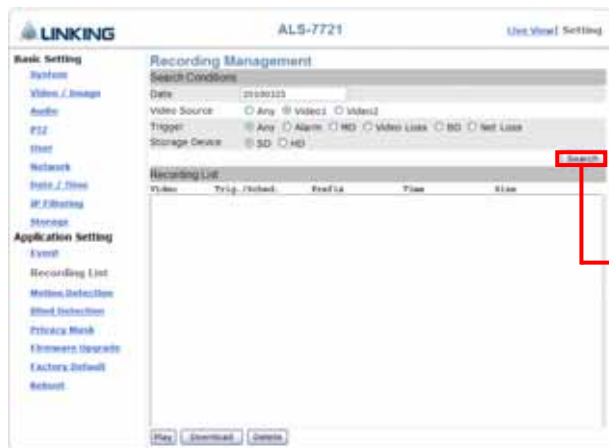 LINKING
ALS-7721
Live View| Setting
Basic Setting
System
Video / Image
Audio
PTZ
User
Network
Date / Time
IP Filtering
Storage
Application Setting
Event
Recording List
Motion Detection
Blind Detection
Privacy Mask
Firmware Upgrade
Factory Default
Reboot
Recording Management
Search Conditions
Date 20100325
Video Source Any Video1 Video2
Trigger Any Alarm MD Video Loss BD Net Loss
Storage Device SD HD
Search
Recording List
Video Trig./Sched. Prefix Time Size
Play Download Delete